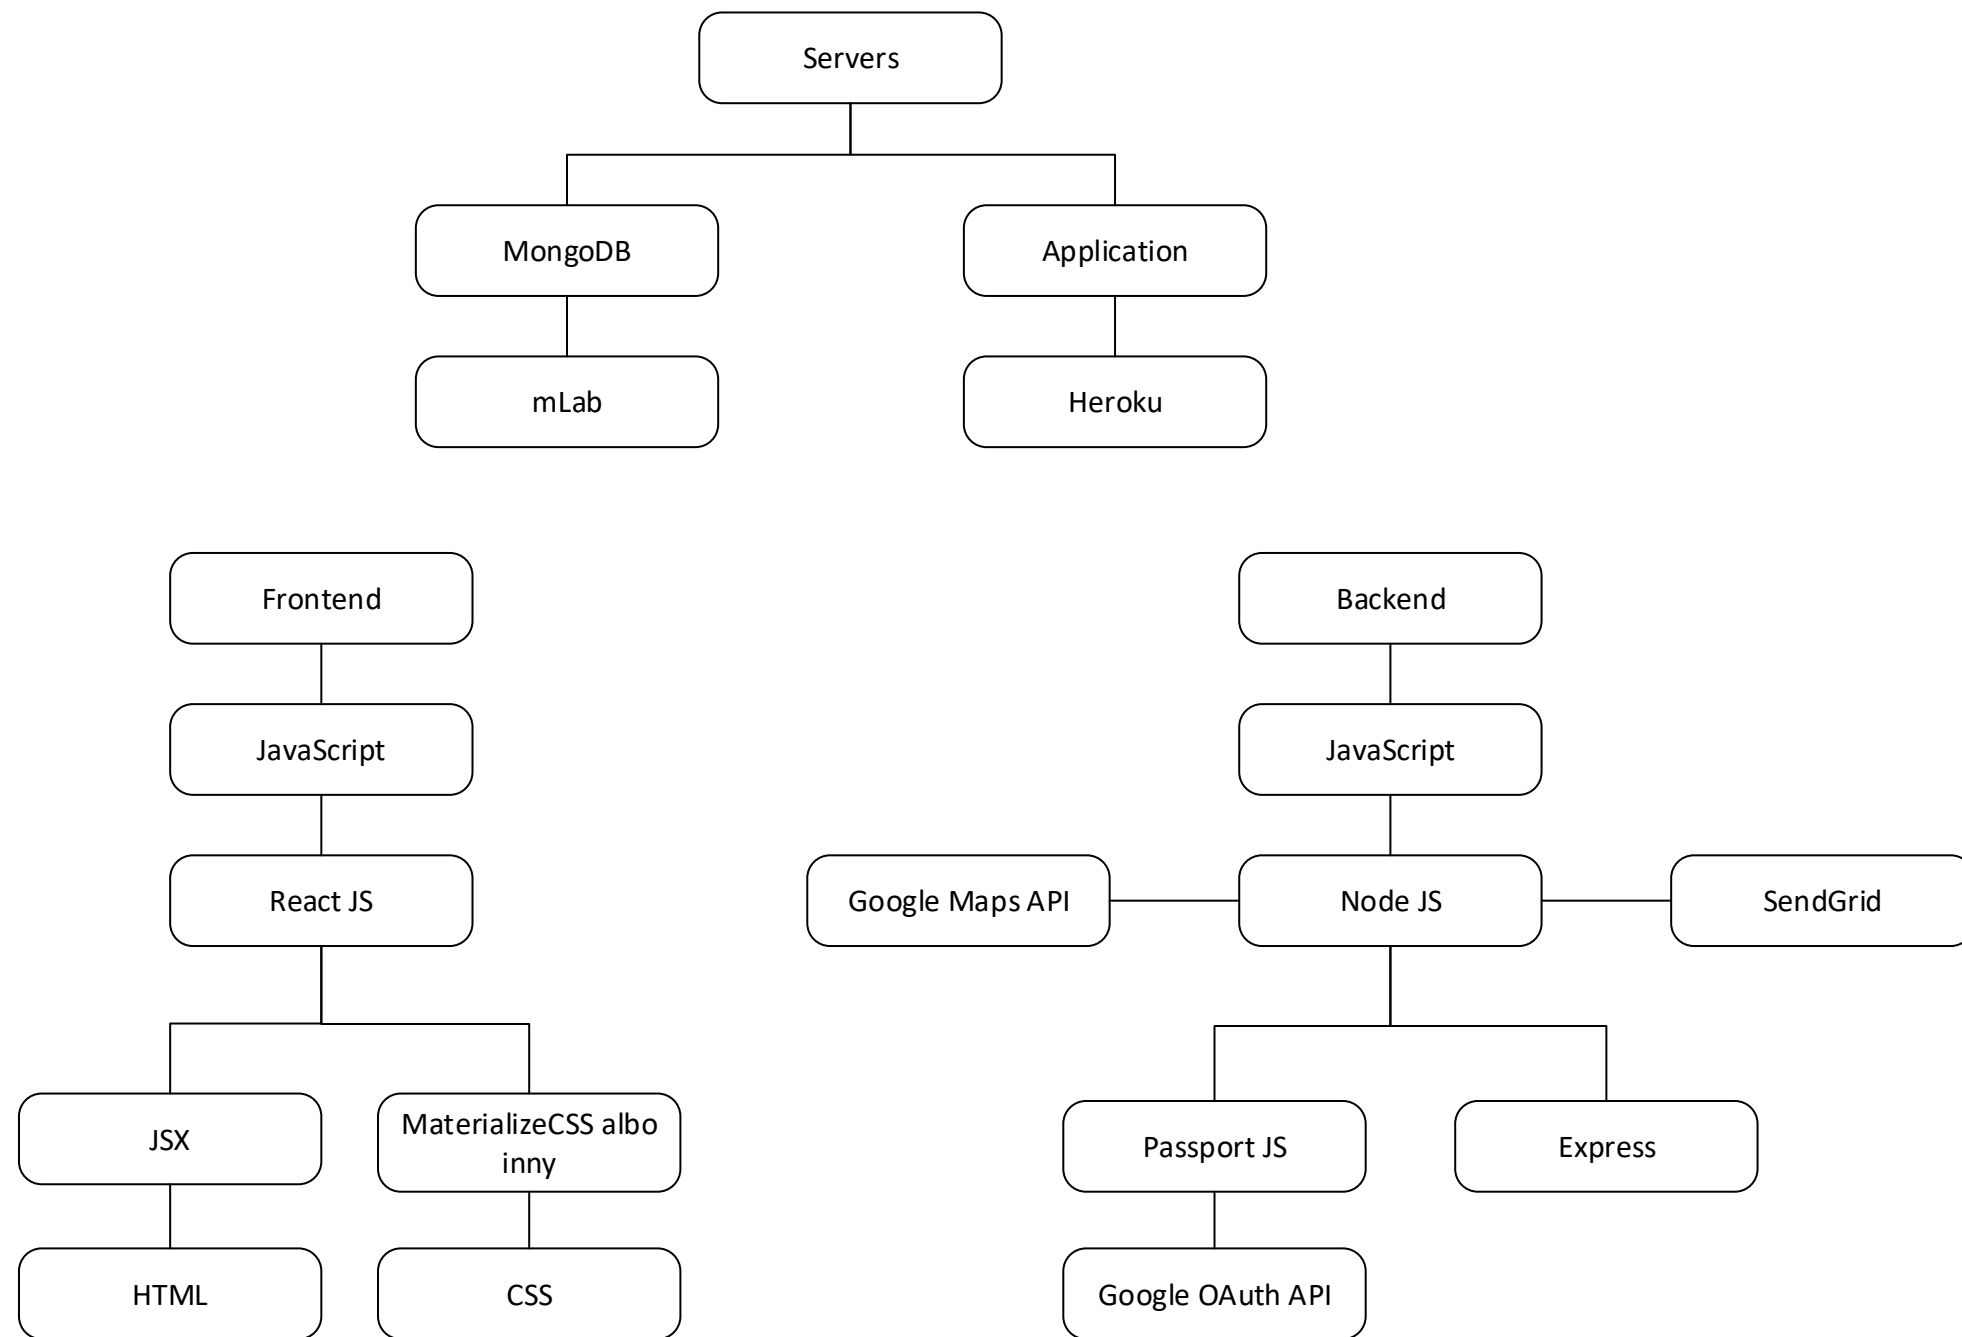 Servers
MongoDB
Application
mLab
Heroku
Frontend
Backend
JavaScript
JavaScript
React JS
Google Maps API
Node JS
SendGrid
JSX
MaterializeCSS albo
inny
Passport JS
Express
HTML
CSS
Google OAuth API